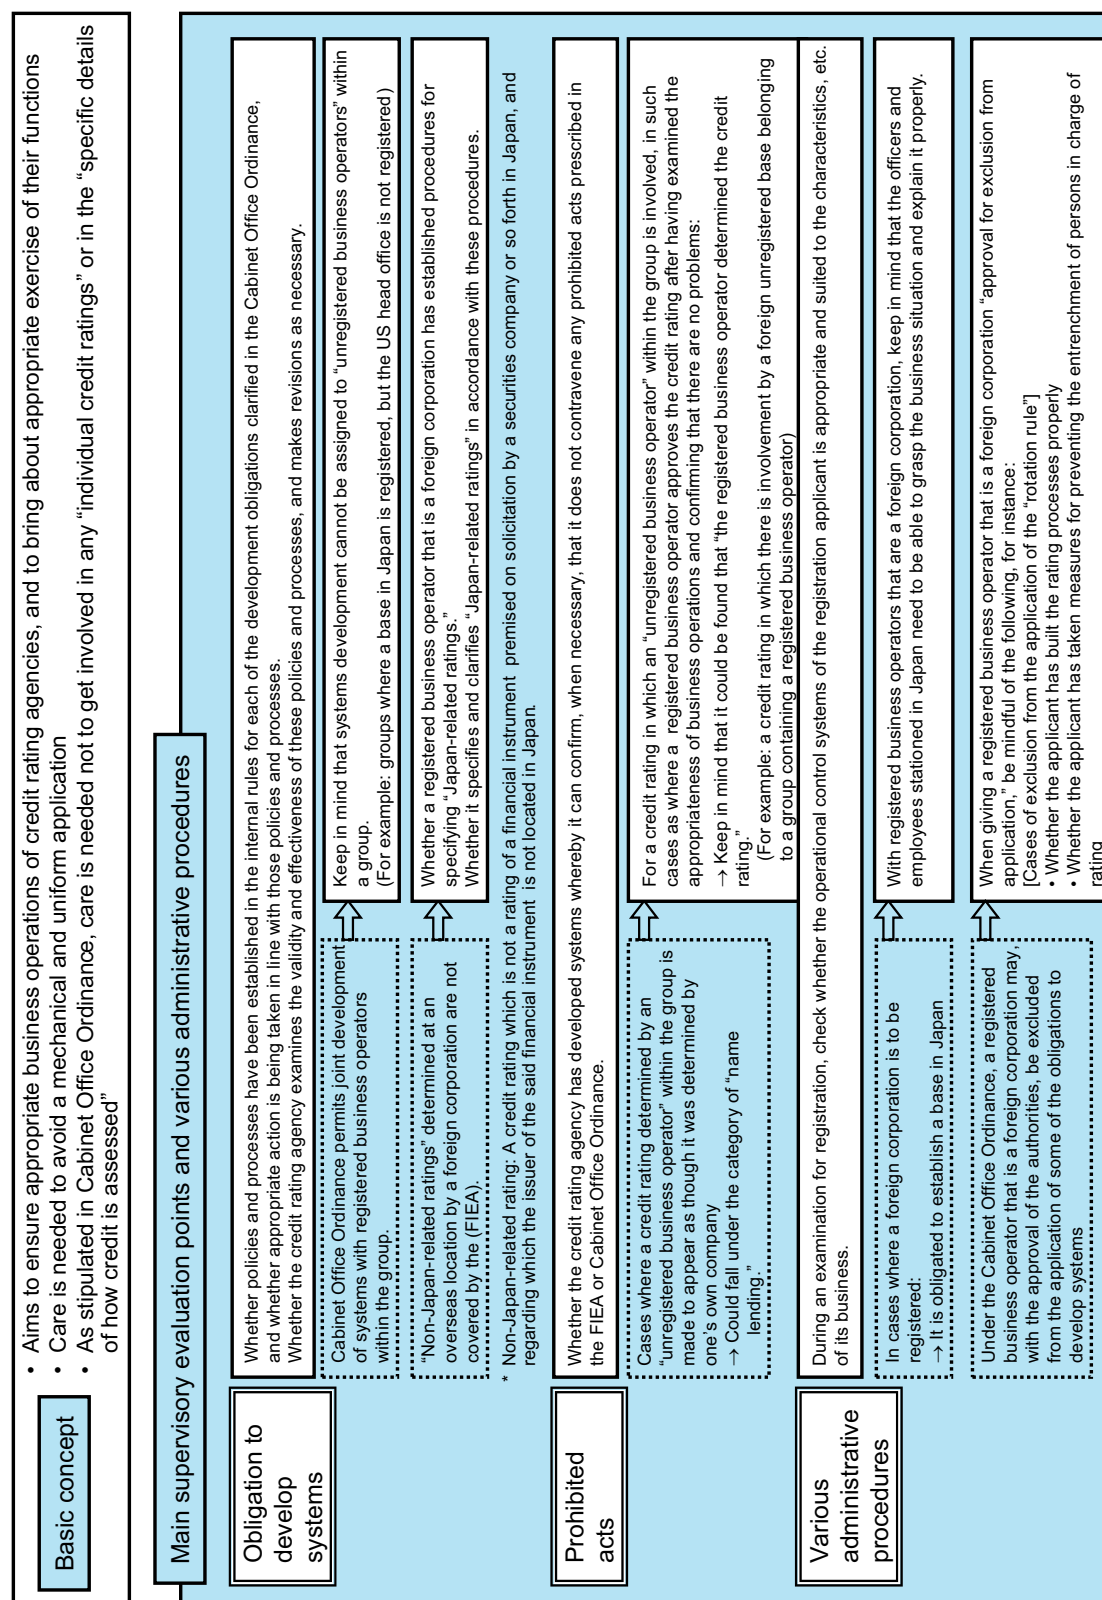 Basic concept
• Aims to ensure appropriate business operations of credit rating agencies, and to bring about appropriate exercise of their functions
• Care is needed to avoid a mechanical and uniform application
• As stipulated in Cabinet Office Ordinance, care is needed not to get involved in any “individual credit ratings” or in the “specific details
of how credit is assessed”
Main supervisory evaluation points and various administrative procedures
Obligation to
develop
systems
Whether policies and processes have been established in the internal rules for each of the development obligations clarified in the Cabinet Office Ordinance,
and whether appropriate action is being taken in line with those policies and processes.
Whether the credit rating agency examines the validity and effectiveness of these policies and processes, and makes revisions as necessary.
Cabinet Office Ordinance permits joint development
of systems with registered business operators
within the group.
Keep in mind that systems development cannot be assigned to “unregistered business operators” within
a group.
(For example: groups where a base in Japan is registered, but the US head office is not registered)
“Non-Japan-related ratings” determined at an
overseas location by a foreign corporation are not
covered by the (FIEA).
Whether a registered business operator that is a foreign corporation has established procedures for
specifying “Japan-related ratings.”
Whether it specifies and clarifies “Japan-related ratings” in accordance with these procedures.
* Non-Japan-related rating: A credit rating which is not a rating of a financial instrument premised on solicitation by a securities company or so forth in Japan, and
regarding which the issuer of the said financial instrument is not located in Japan.
Prohibited
acts
Whether the credit rating agency has developed systems whereby it can confirm, when necessary, that it does not contravene any prohibited acts prescribed in
the FIEA or Cabinet Office Ordinance.
Cases where a credit rating determined by an
“unregistered business operator” within the group is
made to appear as though it was determined by
one’s own company
→ Could fall under the category of “name
lending.”
For a credit rating in which an “unregistered business operator” within the group is involved, in such
cases as where a registered business operator approves the credit rating after having examined the
appropriateness of business operations and confirming that there are no problems:
→ Keep in mind that it could be found that “the registered business operator determined the credit
rating.”
(For example: a credit rating in which there is involvement by a foreign unregistered base belonging
to a group containing a registered business operator)
Various
administrative
procedures
During an examination for registration, check whether the operational control systems of the registration applicant is appropriate and suited to the characteristics, etc.
of its business.
In cases where a foreign corporation is to be
registered:
→ It is obligated to establish a base in Japan
With registered business operators that are a foreign corporation, keep in mind that the officers and
employees stationed in Japan need to be able to grasp the business situation and explain it properly.
Under the Cabinet Office Ordinance, a registered
business operator that is a foreign corporation may,
with the approval of the authorities, be excluded
from the application of some of the obligations to
develop systems
When giving a registered business operator that is a foreign corporation “approval for exclusion from
application,” be mindful of the following, for instance:
[Cases of exclusion from the application of the “rotation rule”]
• Whether the applicant has built the rating processes properly
• Whether the applicant has taken measures for preventing the entrenchment of persons in charge of
rating